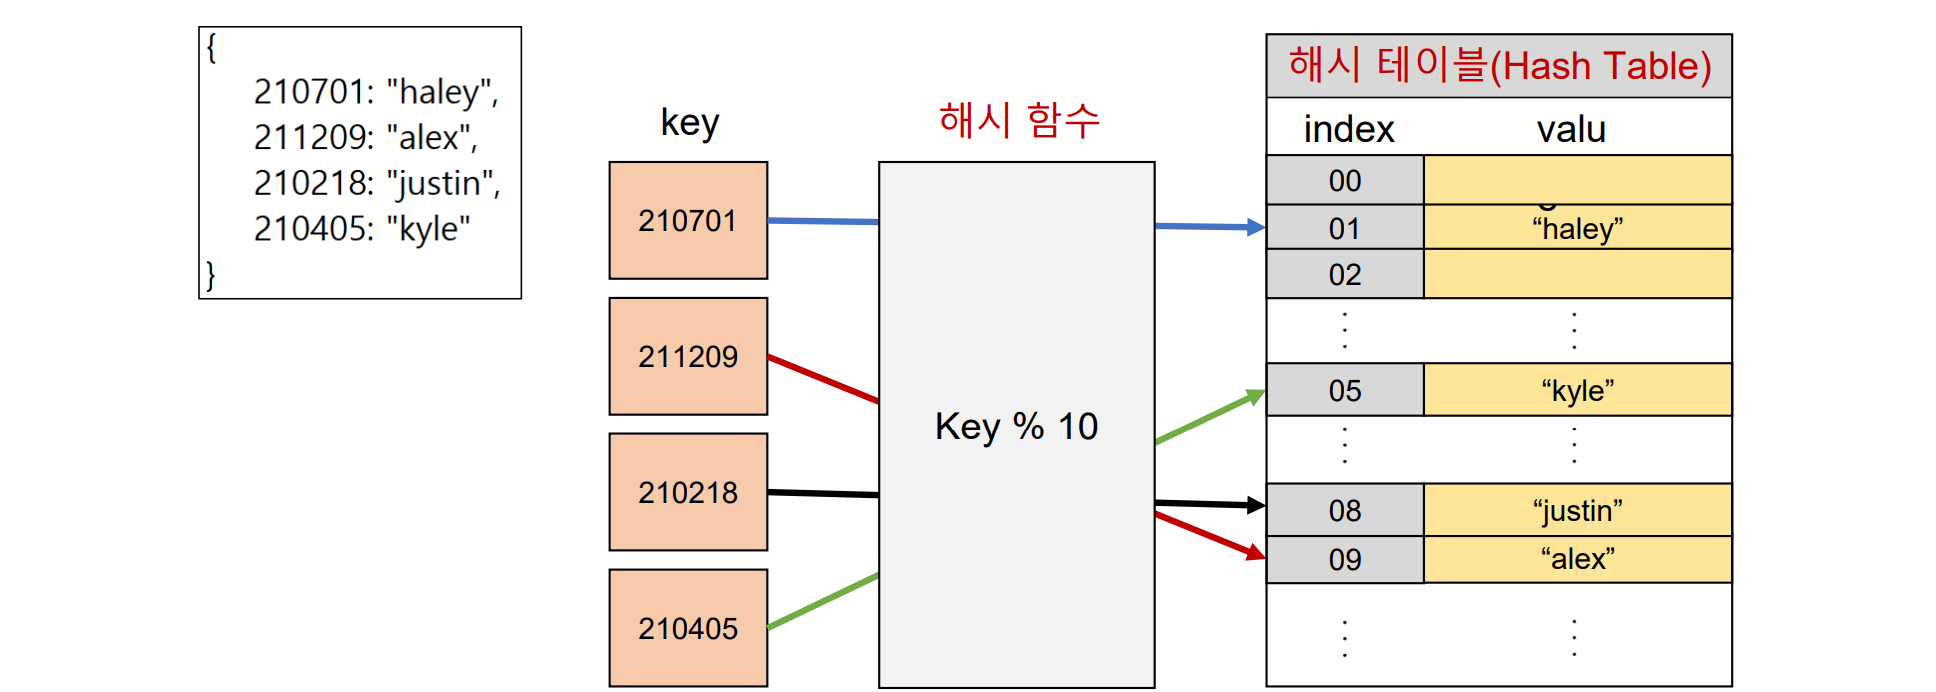 {
210701: "haley",
211209: "alex",
210218: "justin",
210405: "kyle"
}
key
210701
211209
210218
210405
해시 함수
Key % 10
해시 테이블(Hash Table)
index valu
00
01 “haley”
02
05 “kyle”
08 “justin”
09 “alex”